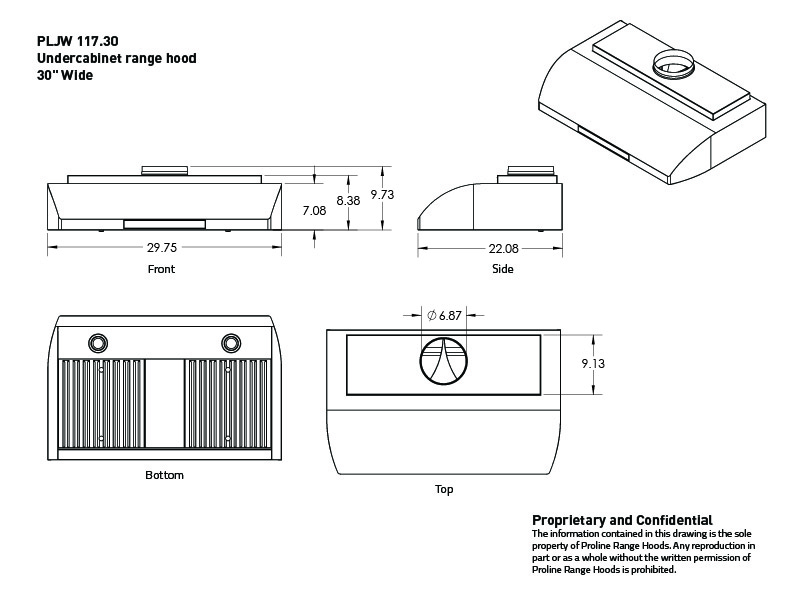 PLJW 117.30
Undercabinet range hood
30" Wide
9.73
8.38
7.08
29.75
Front
22.08
Side
Ø 6.87
9.13
Bottom
Top
Proprietary and Confidential
The information contained in this drawing is the sole
property of Proline Range Hoods. Any reproduction in
part or as a whole without the written permission of
Proline Range Hoods is prohibited.